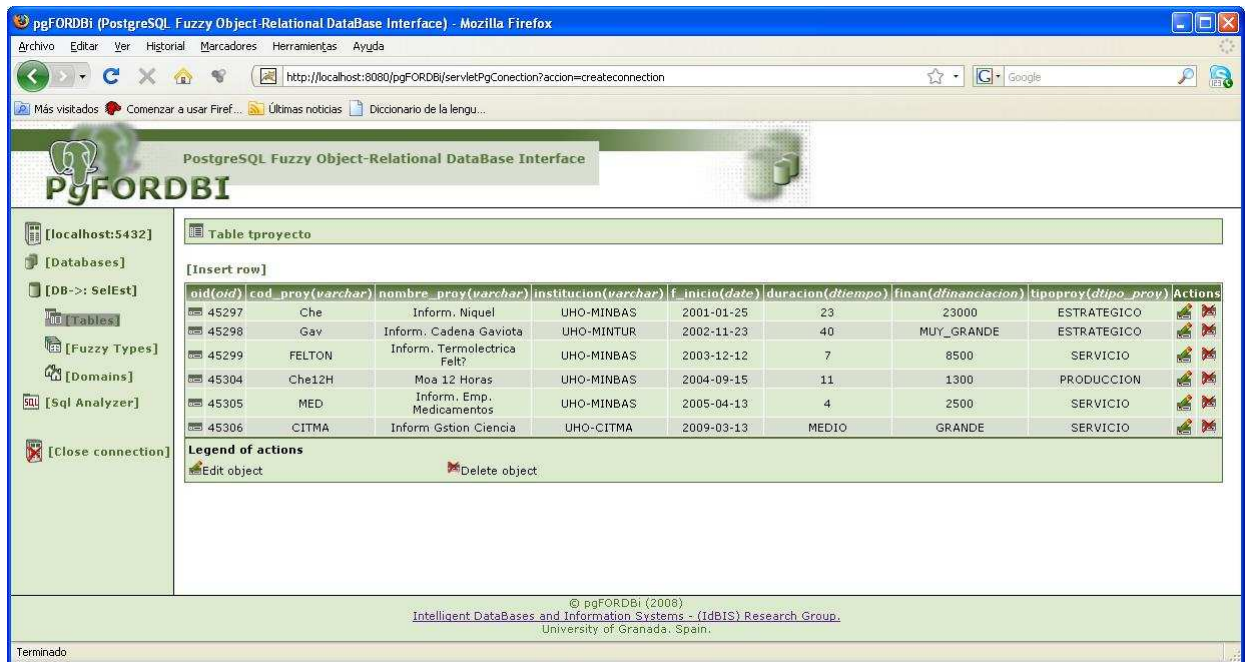 pgFORDBi (PostgreSQL Fuzzy Object-Relational DataBase Interface) - Mozilla Firefox
Archivo Editar Ver Historial Marcadores Herramientas Ayuda
http://localhost:8080/pgFORDBi/servletPgConection?accion=createconnection
Google
Más visitados Comenzar a usar Firef... Últimas noticias Diccionario de la lengu...
PostgreSQL Fuzzy Object-Relational DataBase Interface
PgFORDBI
[localhost:5432]
[Databases]
[DB->: SelEst]
[Tables]
[Fuzzy Types]
[Domains]
SQL [Sql Analyzer]
[Close connection]
Table tproyecto
[Insert row]
oid(oid) cod_proy(varchar) nombre_proy(varchar) institucion(varchar) f_inicio(date) duracion(dtiempo) finan(dfinanciacion) tipoproy(dtipo_proy) Actions
45297 Che Inform. Niquel UHO-MINBAS 2001-01-25 23 23000 ESTRATEGICO
45298 Gav Inform. Cadena Gaviota UHO-MINTUR 2002-11-23 40 MUY_GRANDE ESTRATEGICO
45299 FELTON Inform. Termolectrica Felt? UHO-MINBAS 2003-12-12 7 8500 SERVICIO
45304 Che12H Moa 12 Horas UHO-MINBAS 2004-09-15 11 1300 PRODUCCION
45305 MED Inform. Emp. Medicamentos UHO-MINBAS 2005-04-13 4 2500 SERVICIO
45306 CITMA Inform Gstion Ciencia UHO-CITMA 2009-03-13 MEDIO GRANDE SERVICIO
Legend of actions
Edit object Delete object
© pgFORDBi (2008)
Intelligent DataBases and Information Systems - (IdBIS) Research Group.
University of Granada. Spain.
Terminado